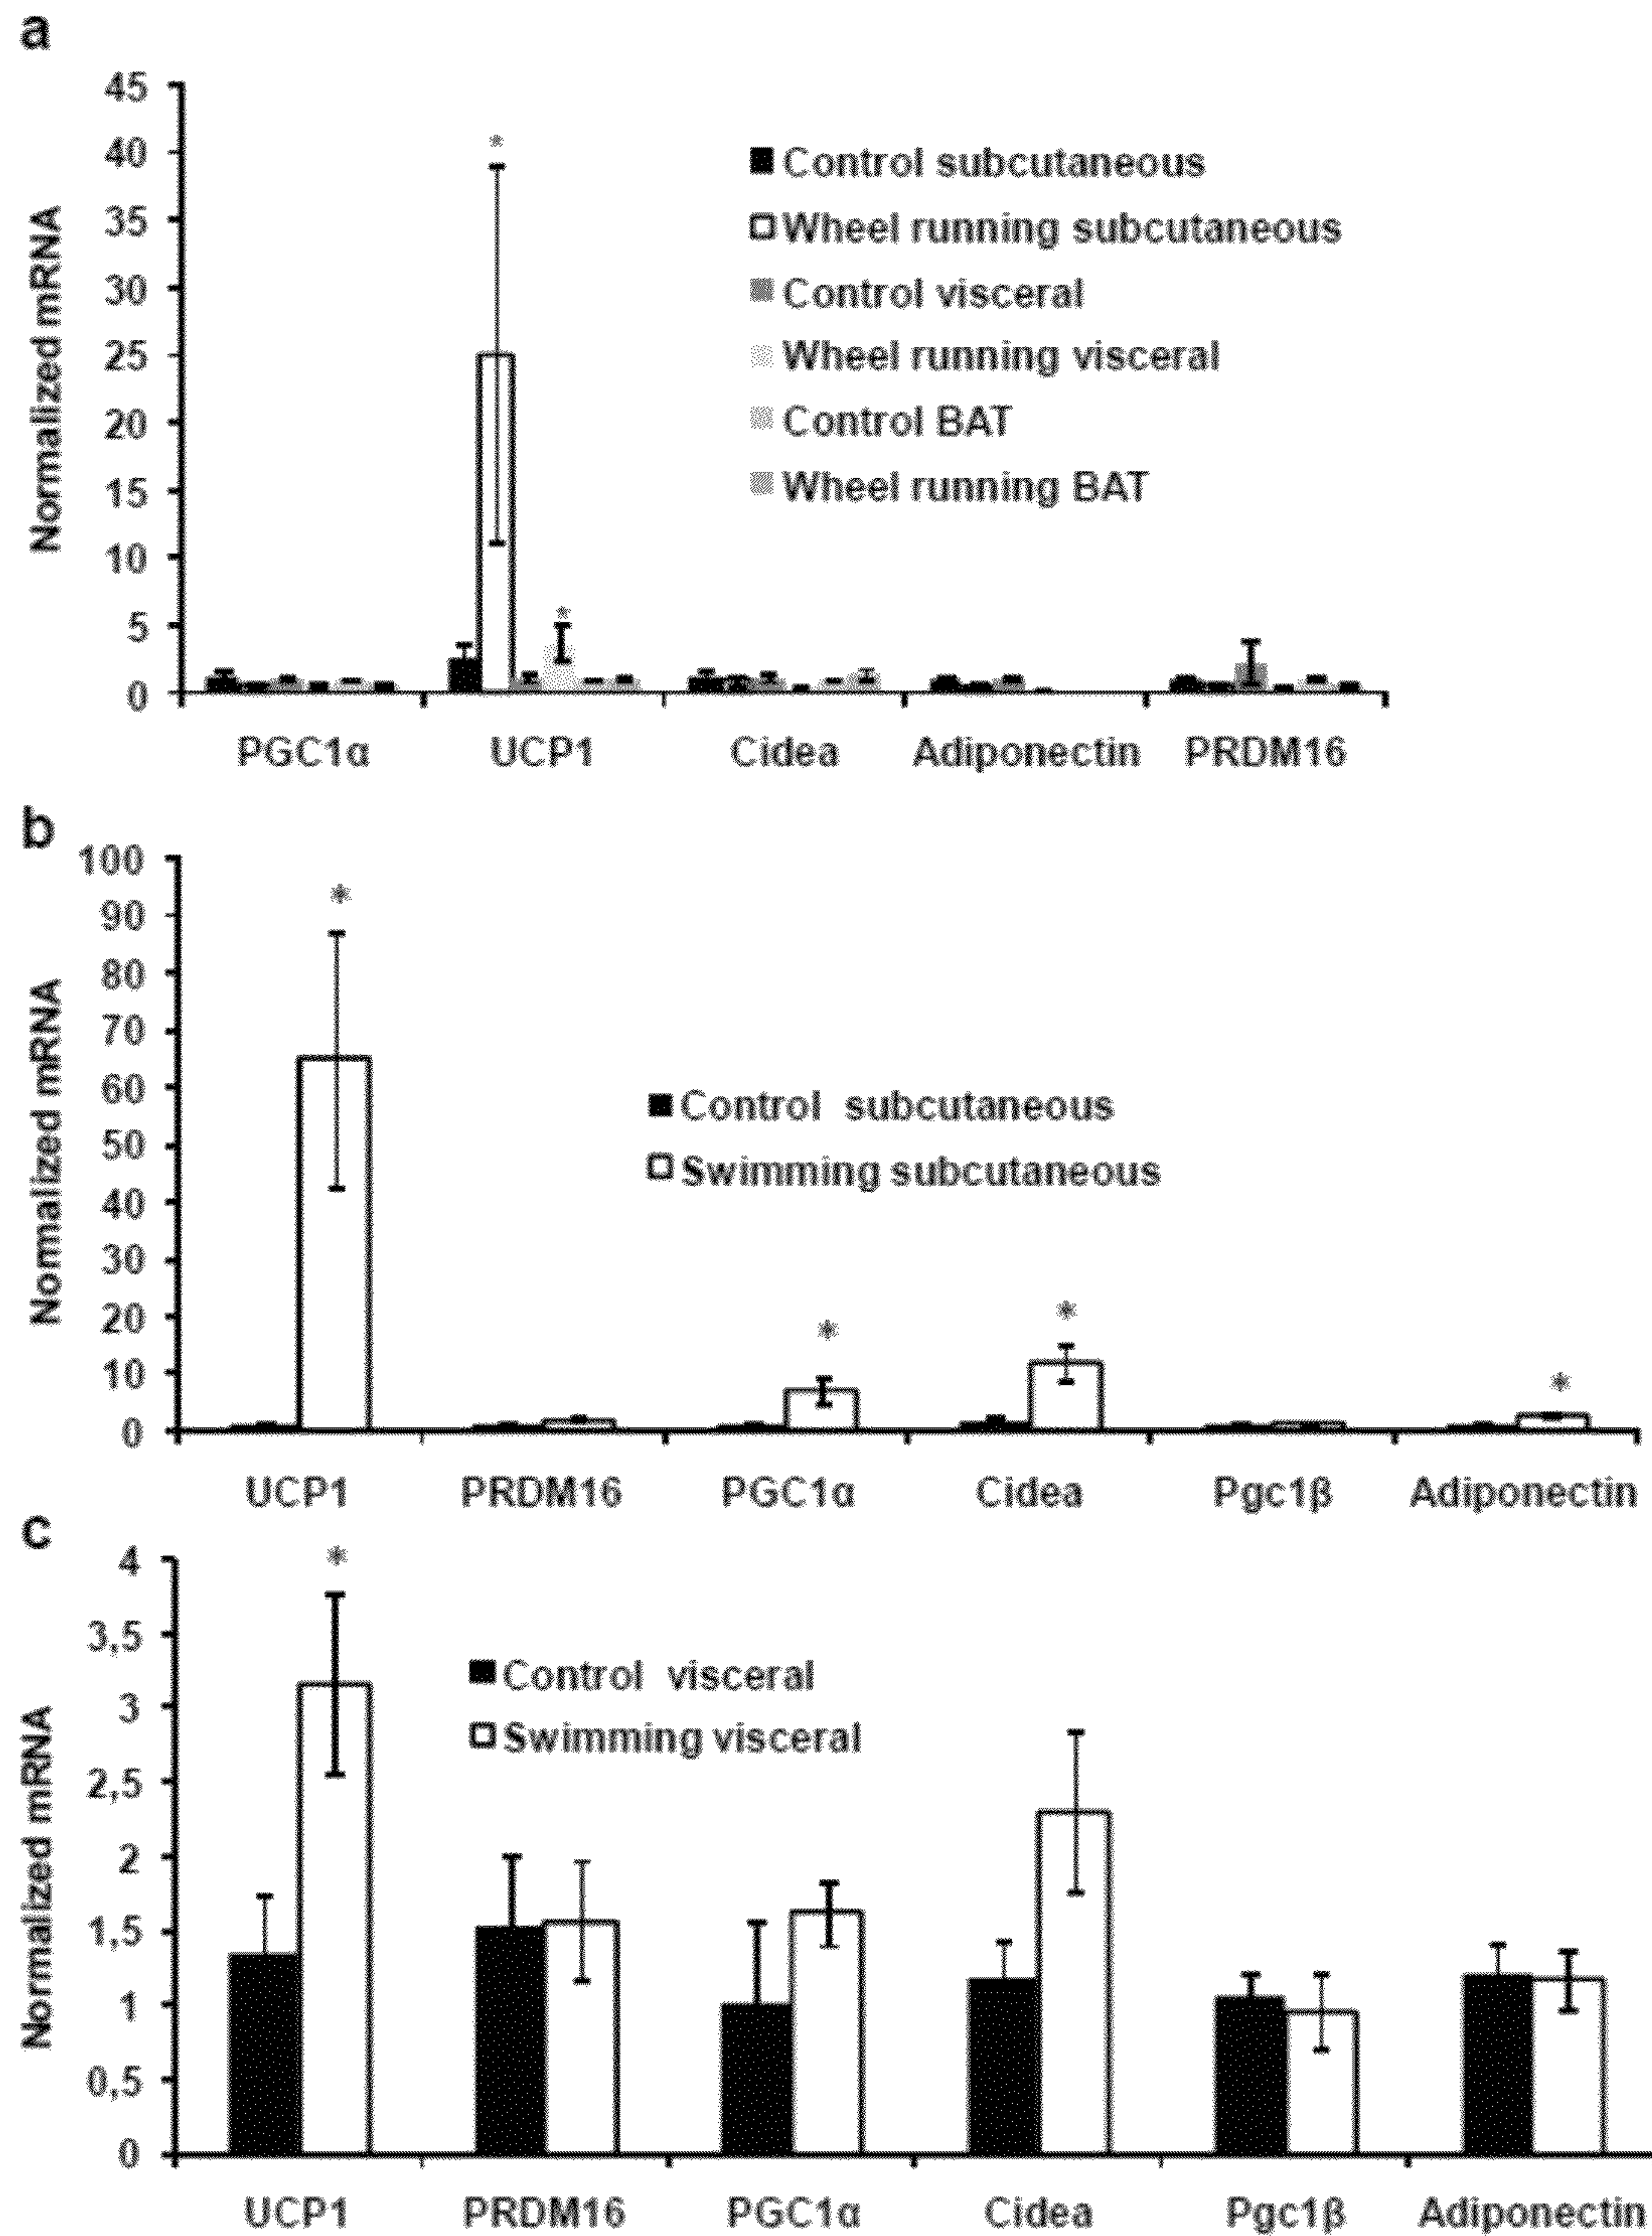 a
45
40
35
30
25
20
15
10
5
0
Normalized mRNA
*
*
Control subcutaneous
Wheel running subcutaneous
Control visceral
Wheel running visceral
Control BAT
Wheel running BAT
PGC1α UCP1 Cidea Adiponectin PRDM16
b
100
90
80
70
60
50
40
30
20
10
0
Normalized mRNA
*
*
*
*
Control subcutaneous
Swimming subcutaneous
UCP1 PRDM16 PGC1α Cidea Pgc1β Adiponectin
c
4
3,5
3
2,5
2
1,5
1
0,5
0
Normalized mRNA
*
Control visceral
Swimming visceral
UCP1 PRDM16 PGC1α Cidea Pgc1β Adiponectin